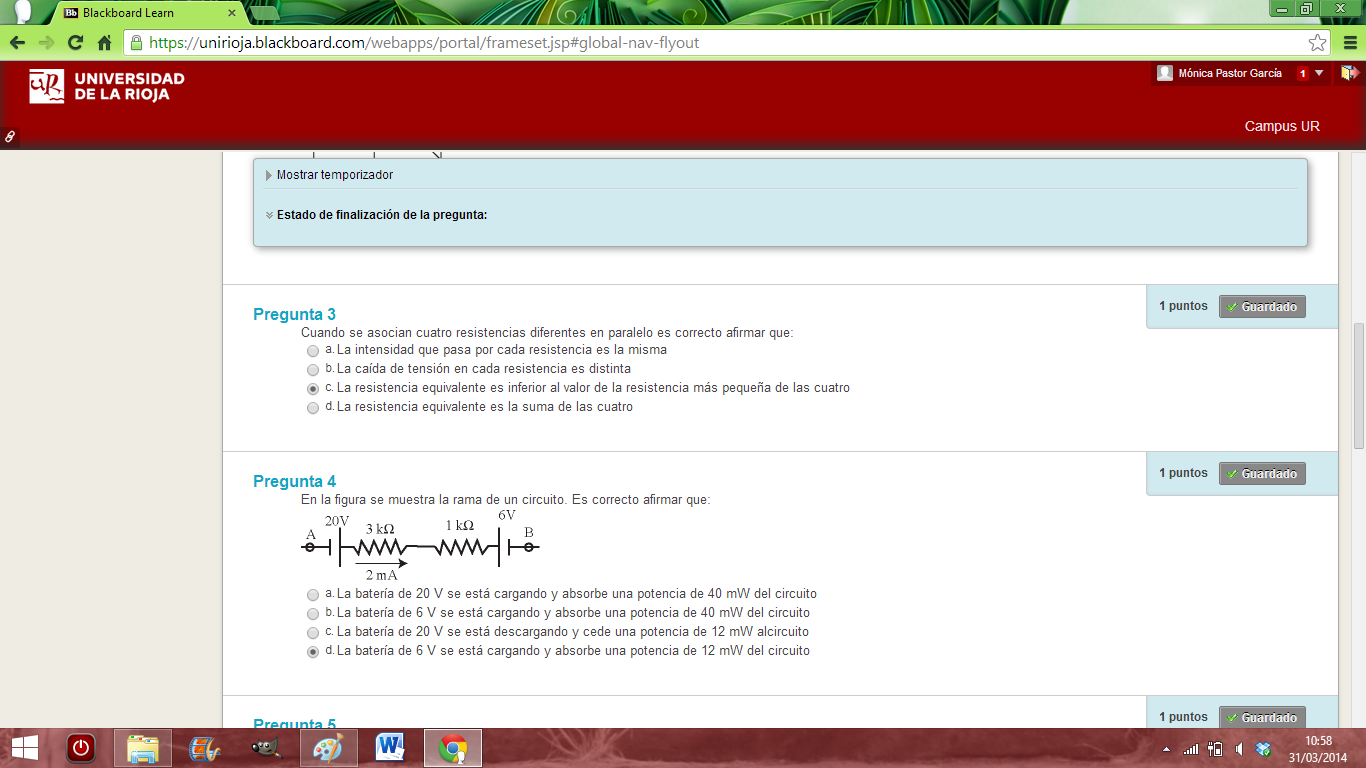 Bb Blackboard Learn
https://unirioja.blackboard.com/webapps/portal/frameset.jsp#global-nav-flyout
UR UNIVERSIDAD
DE LA RIOJA
Mónica Pastor García 1
Campus UR
Mostrar temporizador
Estado de finalización de la pregunta:
1 puntos Guardado
Pregunta 3
Cuando se asocian cuatro resistencias diferentes en paralelo es correcto afirmar que:
a. La intensidad que pasa por cada resistencia es la misma
b. La caída de tensión en cada resistencia es distinta
c. La resistencia equivalente es inferior al valor de la resistencia más pequeña de las cuatro
d. La resistencia equivalente es la suma de las cuatro
1 puntos Guardado
Pregunta 4
En la figura se muestra la rama de un circuito. Es correcto afirmar que:
20V 3 kΩ 1 kΩ 6V
A B
2 mA
a. La batería de 20 V se está cargando y absorbe una potencia de 40 mW del circuito
b. La batería de 6 V se está cargando y absorbe una potencia de 40 mW del circuito
c. La batería de 20 V se está descargando y cede una potencia de 12 mW alcircuito
d. La batería de 6 V se está cargando y absorbe una potencia de 12 mW del circuito
1 puntos Guardado
Pregunta 5
10:58
31/03/2014